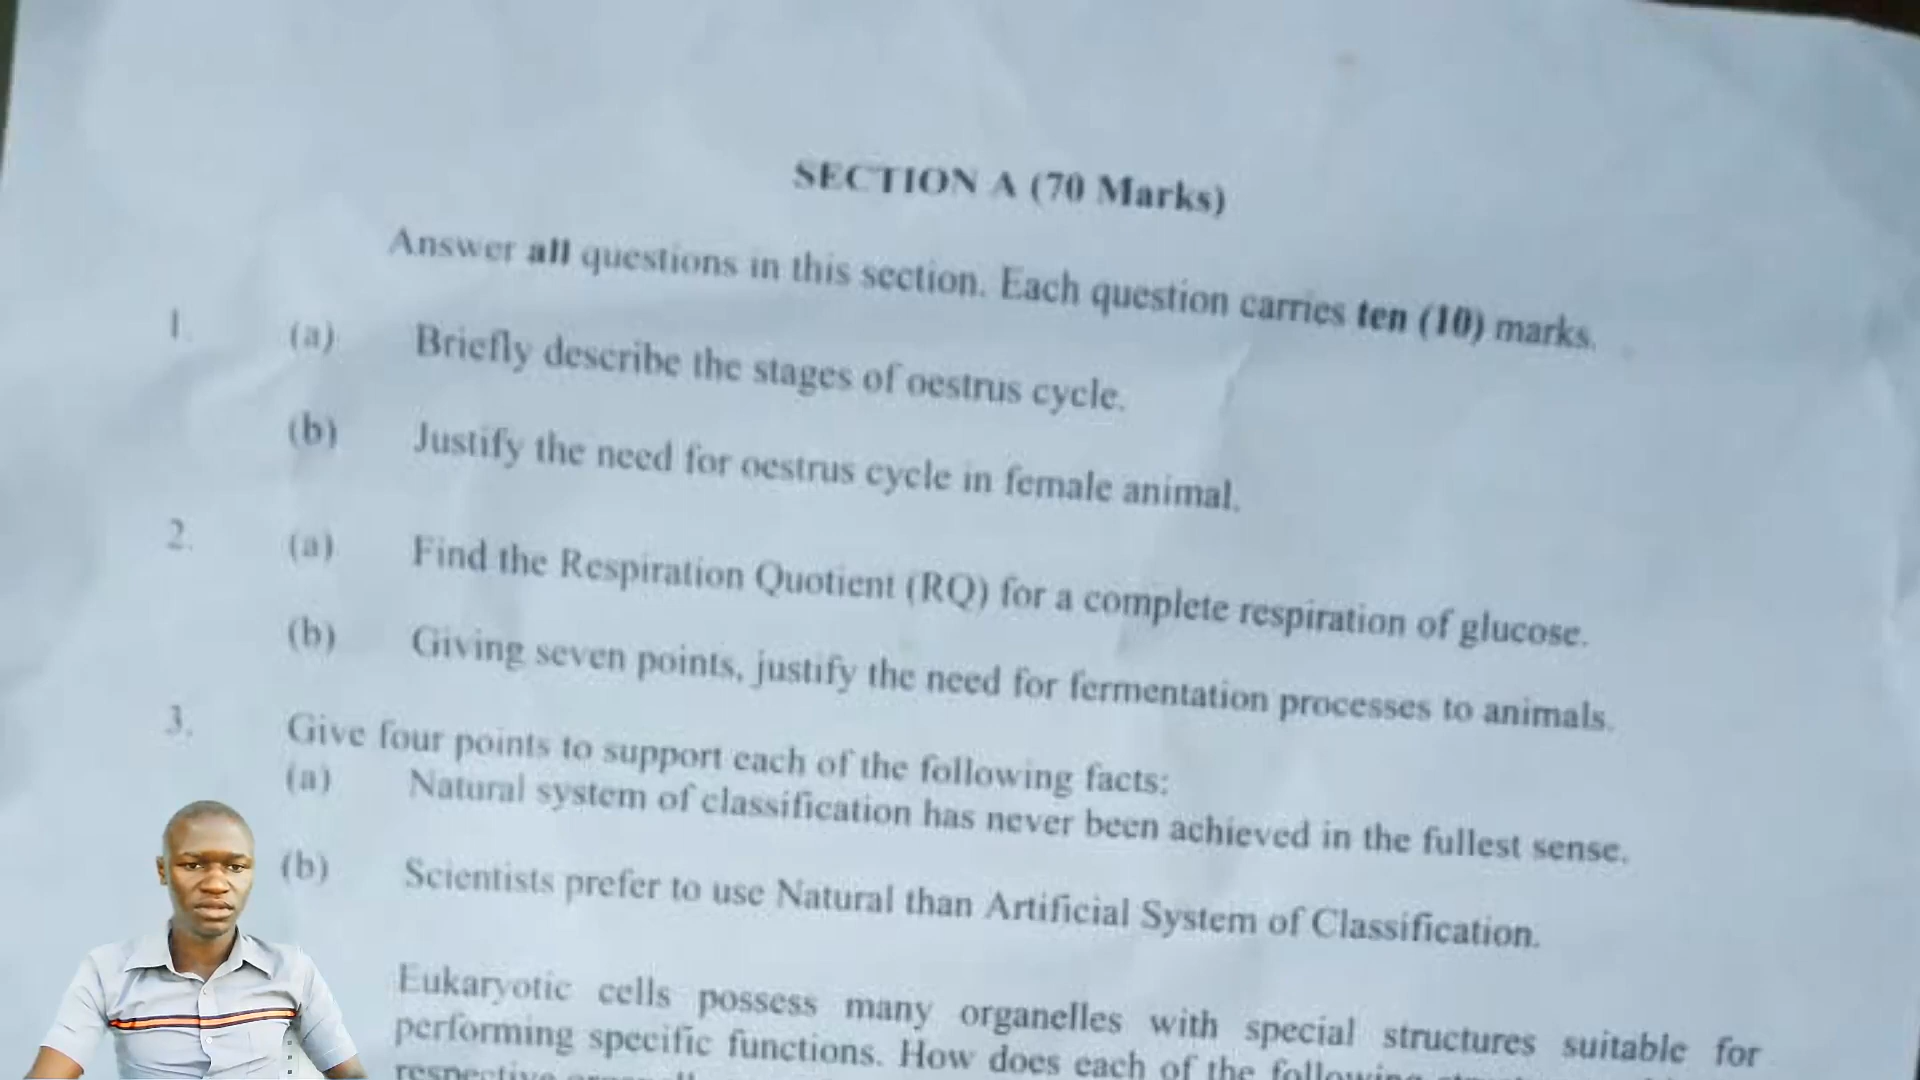 SECTION A (70 Marks)
Answer all questions in this section. Each question carries ten (10) marks.
1. (a) Briefly describe the stages of oestrus cycle.
(b) Justify the need for oestrus cycle in female animal.
2. (a) Find the Respiration Quotient (RQ) for a complete respiration of glucose.
(b) Giving seven points, justify the need for fermentation processes to animals.
3. Give four points to support each of the following facts:
(a) Natural system of classification has never been achieved in the fullest sense.
(b) Scientists prefer to use Natural than Artificial System of Classification.
Eukaryotic cells possess many organelles with special structures suitable for
performing specific functions. How does each of the following
respective